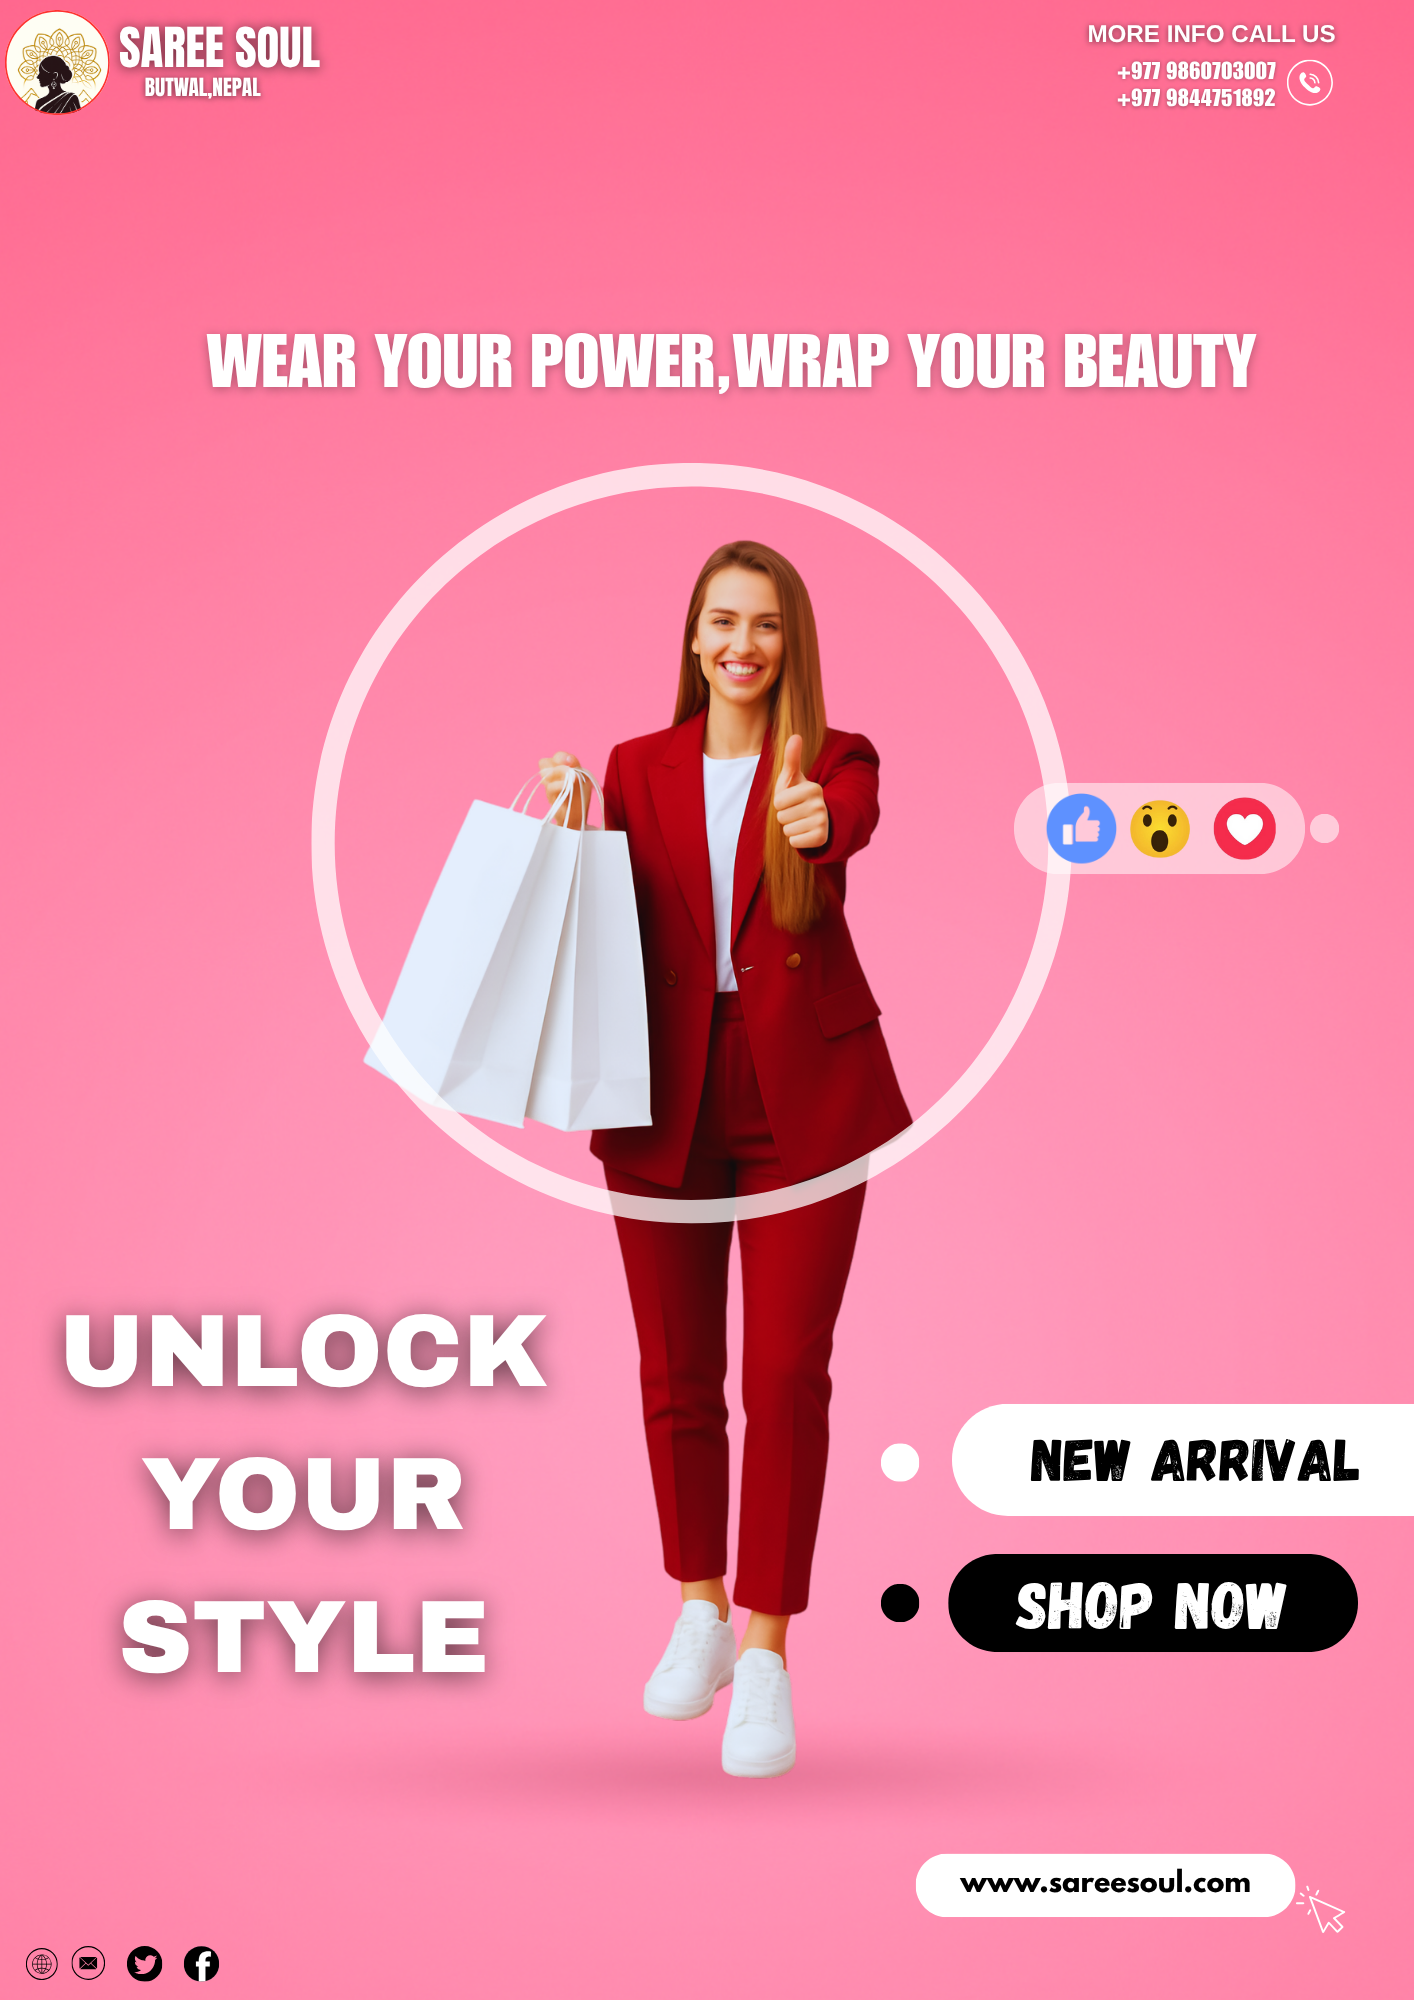 SAREE SOUL
BUTWAL,NEPAL
MORE INFO CALL US
+977 9860703007
+977 9844751892
WEAR YOUR POWER,WRAP YOUR BEAUTY
UNLOCK
YOUR
STYLE
NEW ARRIVAL
SHOP NOW
www.sareesoul.com